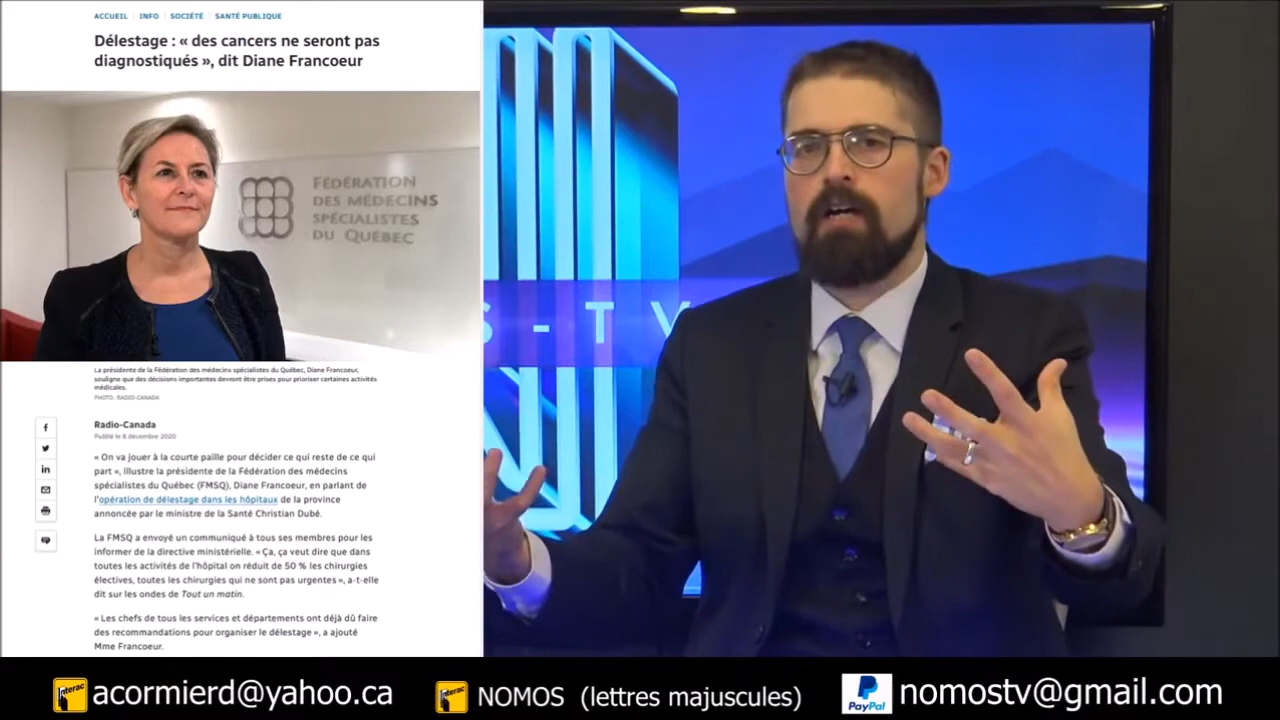 ACCUEIL | INFO | SOCIÉTÉ | SANTÉ PUBLIQUE
Délestage : « des cancers ne seront pas
diagnostiqués », dit Diane Francoeur
FÉDÉRATION
DES MÉDECINS
SPÉCIALISTES
DU QUÉBEC
La présidente de la Fédération des médecins spécialistes du Québec, Diane Francoeur,
souligne que des décisions importantes devront être prises pour prioriser certaines activités
médicales.
PHOTO : RADIO-CANADA
Radio-Canada
Publié le 8 décembre 2020
« On va jouer à la courte paille pour décider ce qui reste de ce qui
part », illustre la présidente de la Fédération des médecins
spécialistes du Québec (FMSQ), Diane Francoeur, en parlant de
l'opération de délestage dans les hôpitaux de la province
annoncée par le ministre de la Santé Christian Dubé.
La FMSQ a envoyé un communiqué à tous ses membres pour les
informer de la directive ministérielle. « Ça, ça veut dire que dans
toutes les activités de l'hôpital on réduit de 50 % les chirurgies
électives, toutes les chirurgies qui ne sont pas urgentes », a-t-elle
dit sur les ondes de Tout un matin.
« Les chefs de tous les services et départements ont déjà dû faire
des recommandations pour organiser le délestage », a ajouté
Mme Francoeur.
S - T V
Interac acormierd@yahoo.ca
Interac NOMOS (lettres majuscules)
PayPal nomostv@gmail.com